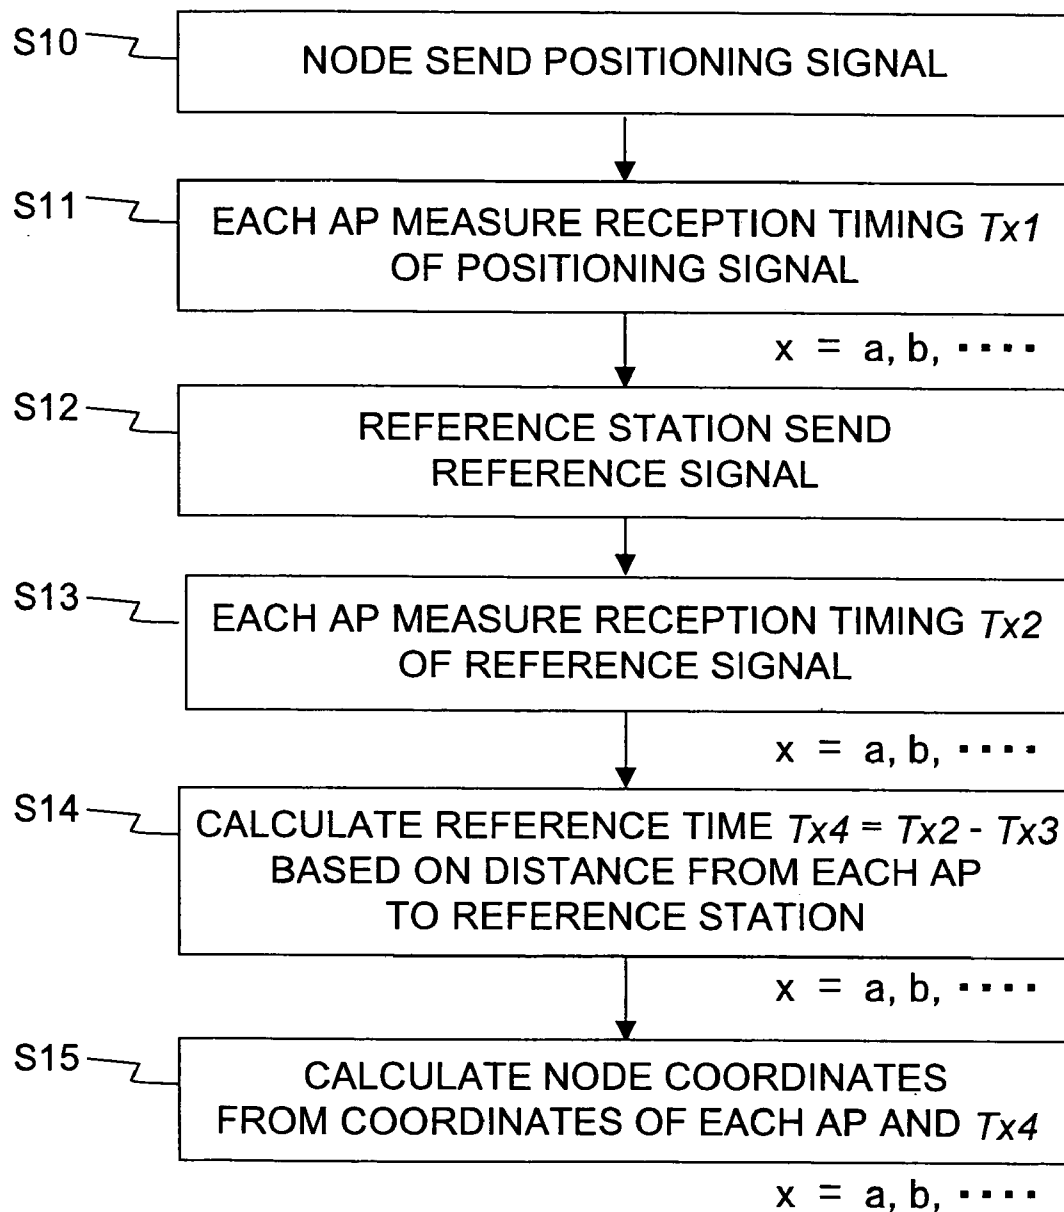 S10
NODE SEND POSITIONING SIGNAL
S11
EACH AP MEASURE RECEPTION TIMING Tx1
OF POSITIONING SIGNAL
x = a, b, ····
S12
REFERENCE STATION SEND
REFERENCE SIGNAL
S13
EACH AP MEASURE RECEPTION TIMING Tx2
OF REFERENCE SIGNAL
x = a, b, ····
S14
CALCULATE REFERENCE TIME Tx4 = Tx2 - Tx3
BASED ON DISTANCE FROM EACH AP
TO REFERENCE STATION
x = a, b, ····
S15
CALCULATE NODE COORDINATES
FROM COORDINATES OF EACH AP AND Tx4
x = a, b, ····